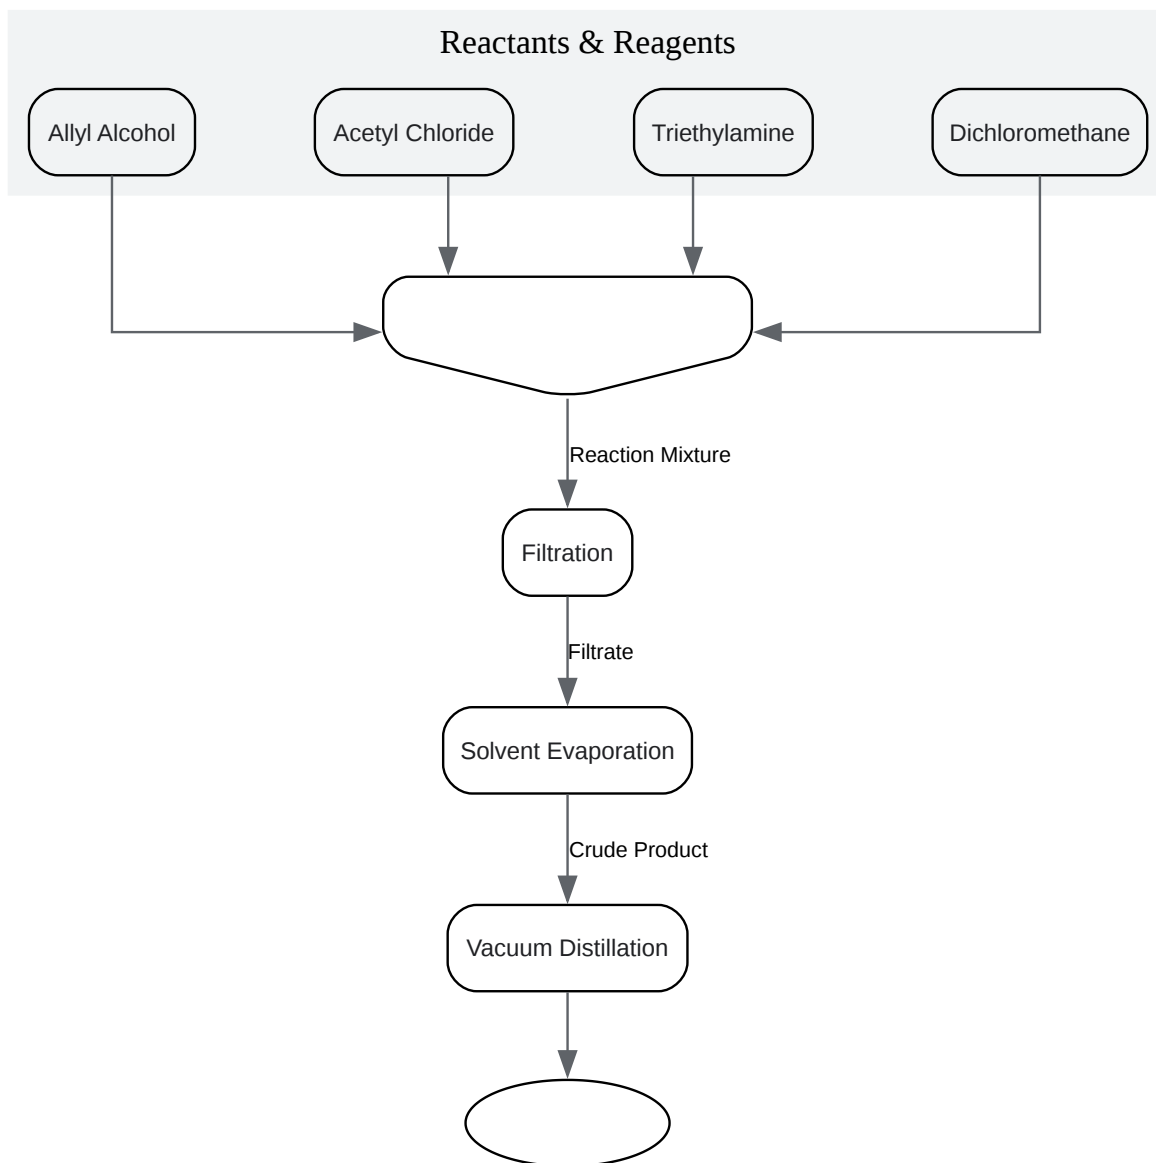 Reactants & Reagents
Allyl Alcohol
Acetyl Chloride
Triethylamine
Dichloromethane
Reaction Mixture
Filtration
Filtrate
Solvent Evaporation
Crude Product
Vacuum Distillation